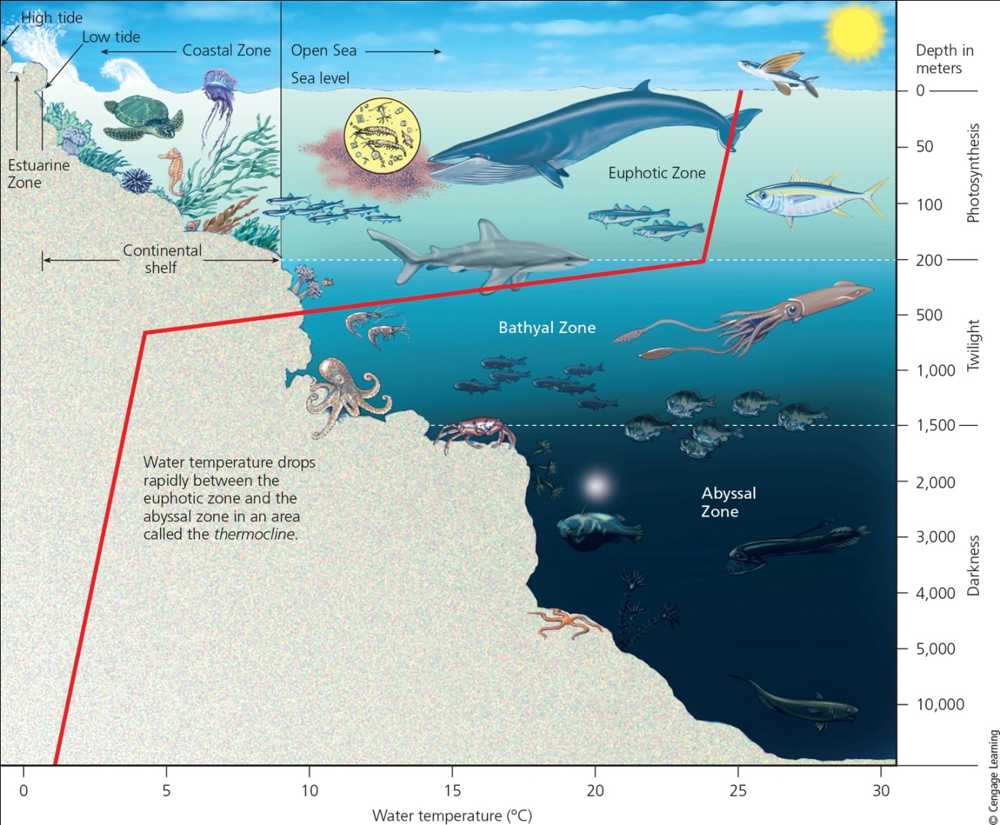 High tide
Low tide
Coastal Zone
Open Sea
Sea level
Depth in
meters
0
Estuarine
Zone
50
Euphotic Zone
100
Photosynthesis
Continental
shelf
200
500
Bathyal Zone
Twilight
1,000
1,500
Water temperature drops
rapidly between the
euphotic zone and the
abyssal zone in an area
called the thermocline.
2,000
Abyssal
Zone
3,000
Darkness
4,000
5,000
10,000
0 5 10 15 20 25 30
Water temperature (ºC)
© Cengage Learning